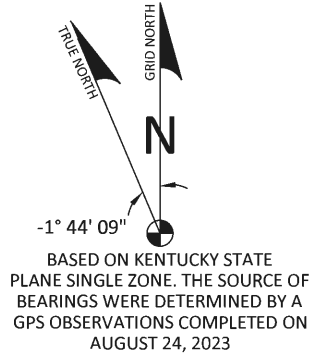 TRUE NORTH
GRID NORTH
N
-1° 44' 09"
BASED ON KENTUCKY STATE
PLANE SINGLE ZONE. THE SOURCE OF
BEARINGS WERE DETERMINED BY A
GPS OBSERVATIONS COMPLETED ON
AUGUST 24, 2023